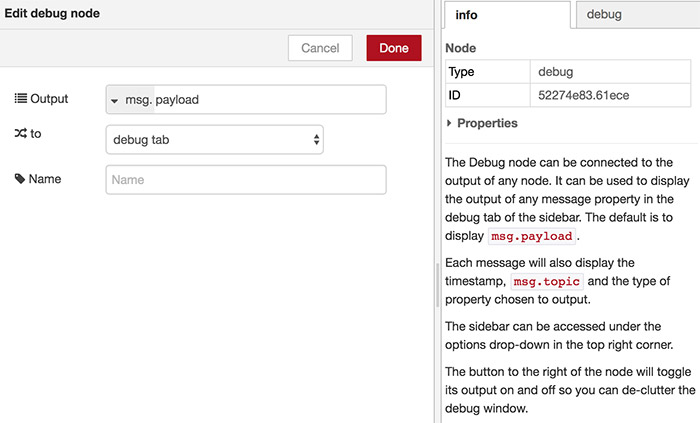 Edit debug node
Cancel Done
Output msg. payload
to debug tab
Name Name
info debug
Node
Type debug
ID 52274e83.61ece
Properties
The Debug node can be connected to the
output of any node. It can be used to display
the output of any message property in the
debug tab of the sidebar. The default is to
display msg.payload.
Each message will also display the
timestamp, msg.topic and the type of
property chosen to output.
The sidebar can be accessed under the
options drop-down in the top right corner.
The button to the right of the node will toggle
its output on and off so you can de-clutter the
debug window.